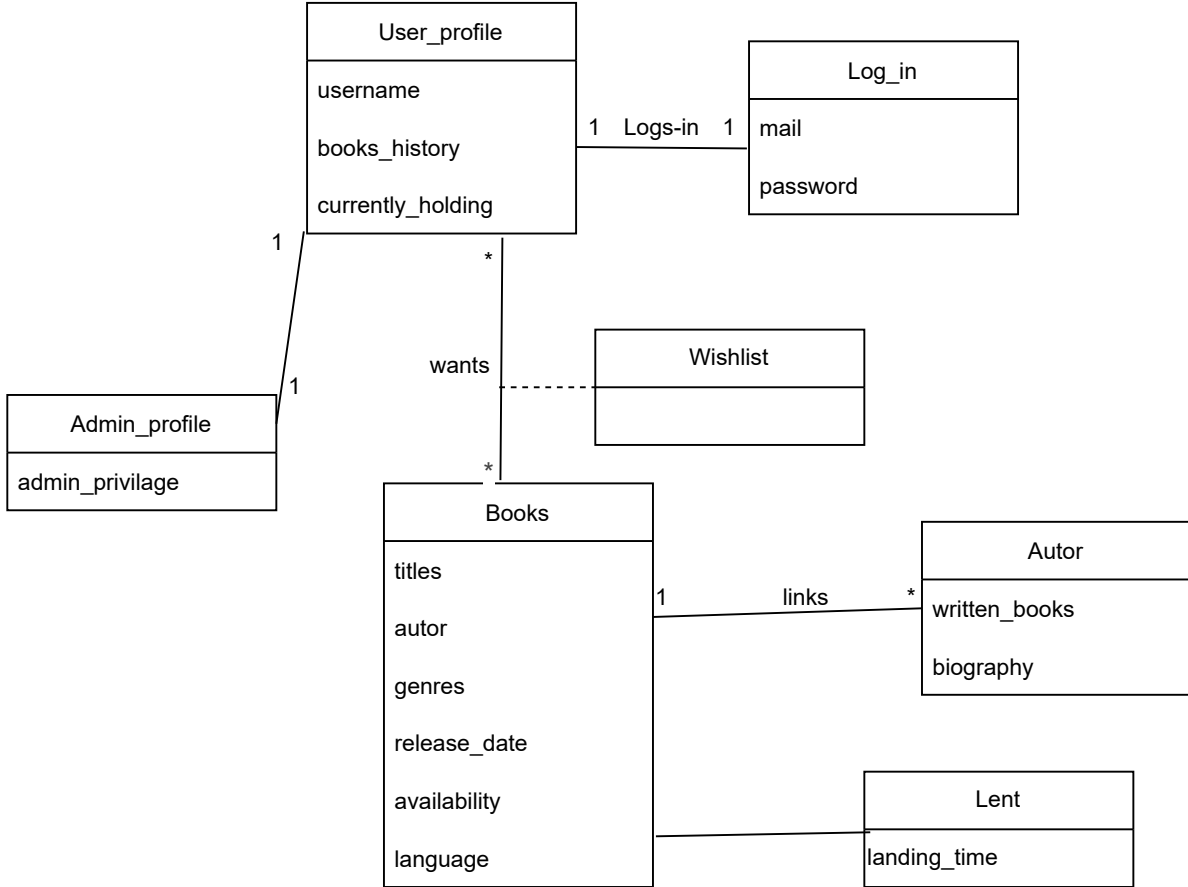 User_profile
username
books_history
currently_holding
Log_in
mail
password
1 Logs-in 1
1
1
*
wants
*
Wishlist
Admin_profile
admin_privilage
Books
titles
autor
genres
release_date
availability
language
1 links *
Autor
written_books
biography
Lent
landing_time